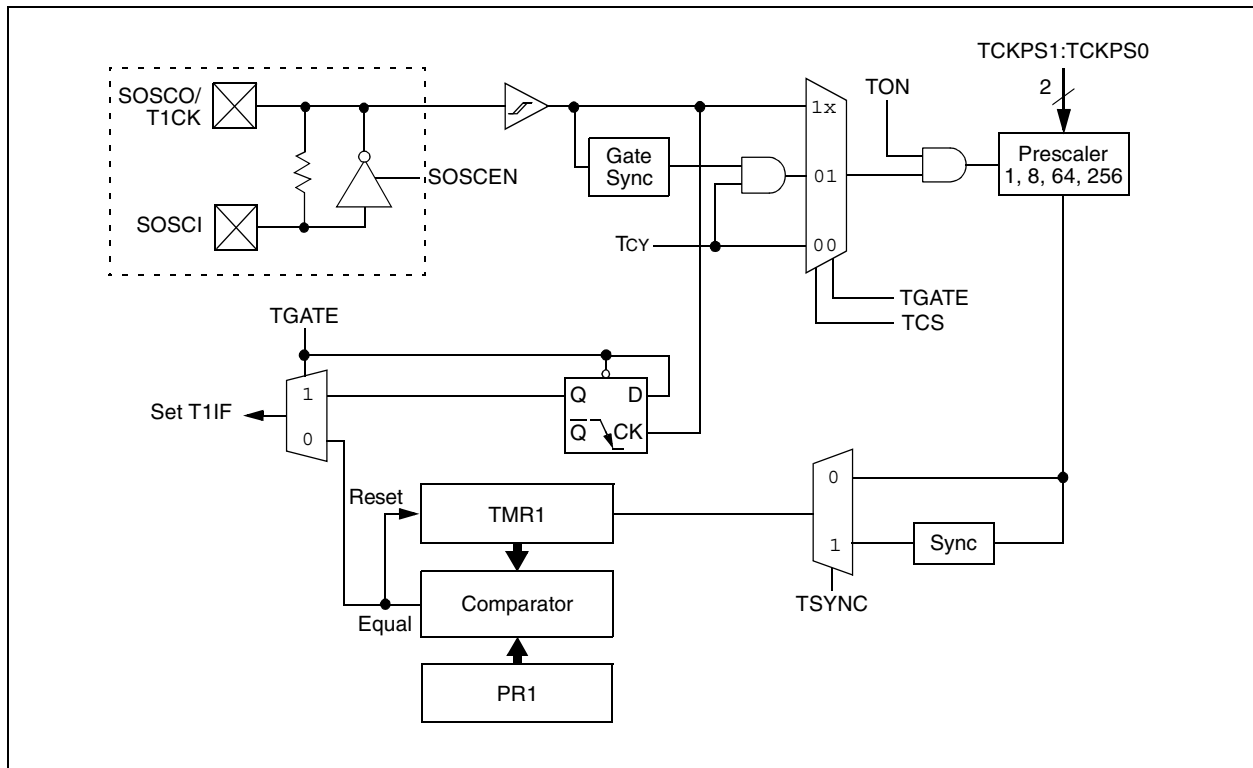 TCKPS1:TCKPS0
SOSCO/
T1CK
TON
2
1x
Gate
Sync
Prescaler
1, 8, 64, 256
SOSCEN
01
SOSCI
TCY
00
TGATE
TCS
TGATE
1
Q
D
Set T1IF
Q
CK
0
0
Reset
TMR1
1
Sync
Comparator
TSYNC
Equal
PR1